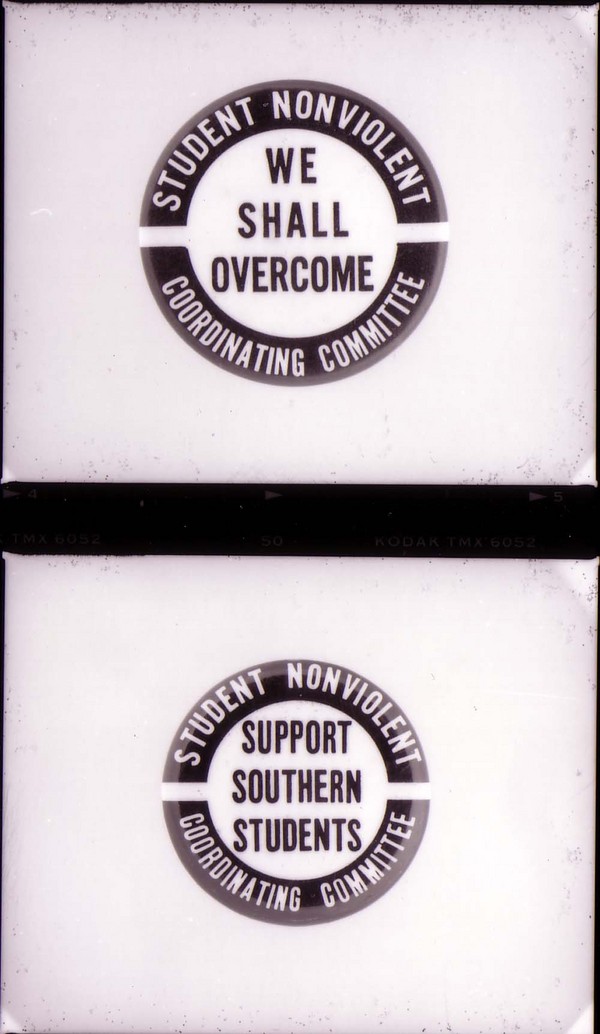 STUDENT NONVIOLENT
WE
SHALL
OVERCOME
COORDINATING COMMITTEE
4 5
TMX 6052 50 KODAK TMX 6052
STUDENT NONVIOLENT
SUPPORT
SOUTHERN
STUDENTS
COORDINATING COMMITTEE